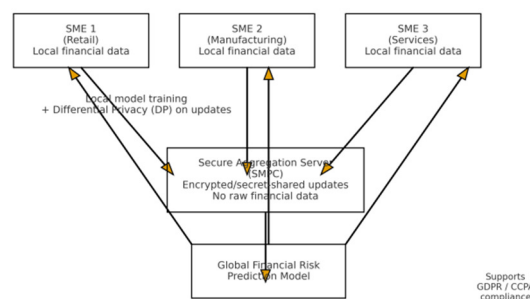 SME 1
(Retail)
Local financial data
SME 2
(Manufacturing)
Local financial data
SME 3
(Services)
Local financial data
Local model training
+ Differential Privacy (DP) on updates
Secure Aggregation Server
(SMPC)
Encrypted/secret-shared updates
No raw financial data
Global Financial Risk
Prediction Model
Supports
GDPR /
compliance